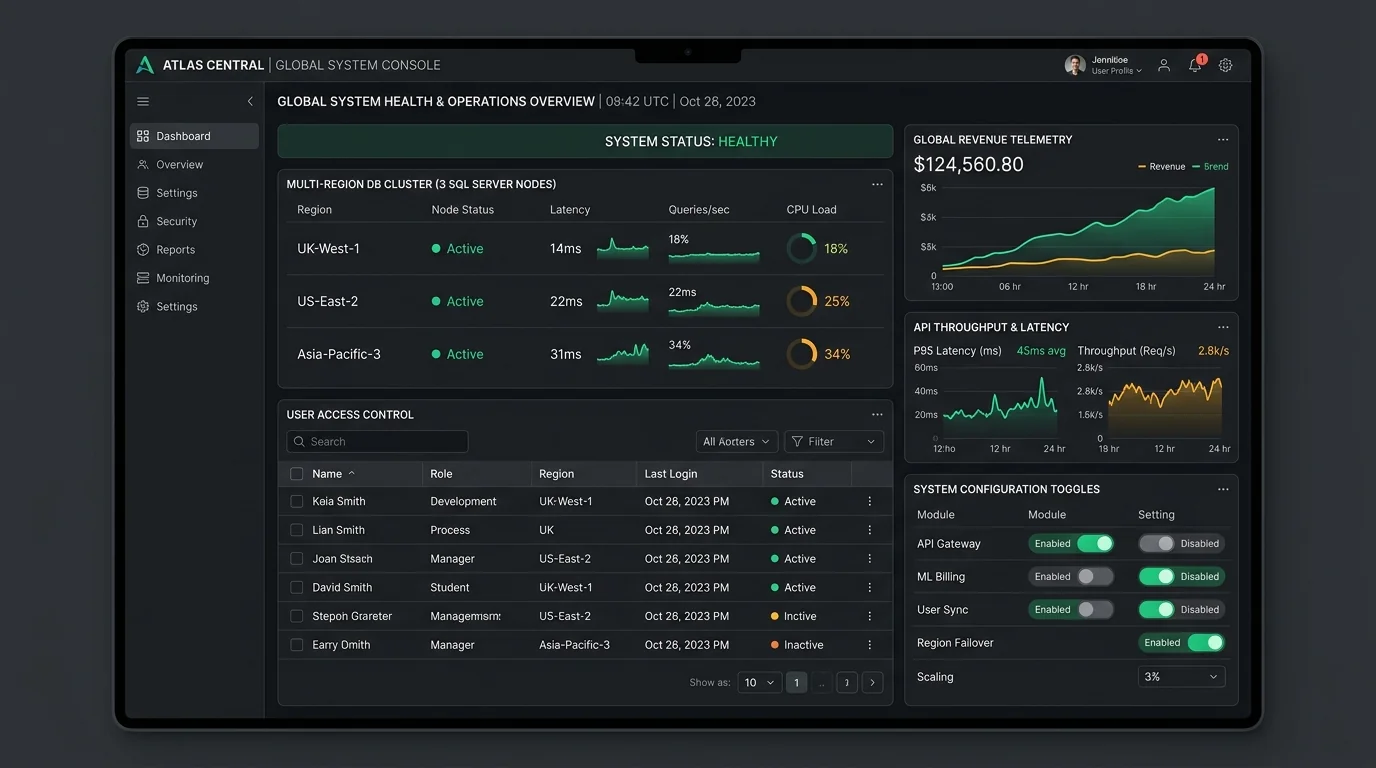 ATLAS CENTRAL | GLOBAL SYSTEM CONSOLE
Jennitioe
User Profils
1
Dashboard
Overview
Settings
Security
Reports
Monitoring
Settings
GLOBAL SYSTEM HEALTH & OPERATIONS OVERVIEW | 08:42 UTC | Oct 26, 2023
SYSTEM STATUS: HEALTHY
MULTI-REGION DB CLUSTER (3 SQL SERVER NODES)
Region Node Status Latency Queries/sec CPU Load
UK-West-1 Active 14ms 18% 18%
US-East-2 Active 22ms 22ms 25%
Asia-Pacific-3 Active 31ms 34% 34%
USER ACCESS CONTROL
Search All Aorters Filter
Name Role Region Last Login Status
Kaia Smith Development UK-West-1 Oct 26, 2023 PM Active
Lian Smith Process UK Oct 26, 2023 PM Active
Joan Stsach Manager US-East-2 Oct 26, 2023 PM Active
David Smith Student UK-West-1 Oct 26, 2023 PM Active
Stepon Grareter Managemsm: US-East-2 Oct 26, 2023 PM Inctive
Earry Omith Manager Asia-Pacific-3 Oct 26, 2023 PM Inactive
Show as: 10 1 ..
GLOBAL REVENUE TELEMETRY
$124,560.80
Revenue
$6k
0
13:00 06 hr 12 hr 18 hr 24 hr
API THROUGHPUT & LATENCY
P95 Latency (ms) 45ms avg Throughput (Req/s) 2.8k/s
60ms
40ms
20ms
0
12:ho 12 hr 24 hr
2.8k/s
2.8k/s
1.6k/s
0
18 hr 12 hr 24 hr
SYSTEM CONFIGURATION TOGGLES
Module Module Setting
API Gateway Enabled Disabled
ML Billing Enabled Disabled
User Sync Enabled Disabled
Region Failover Enabled
Scaling 3%